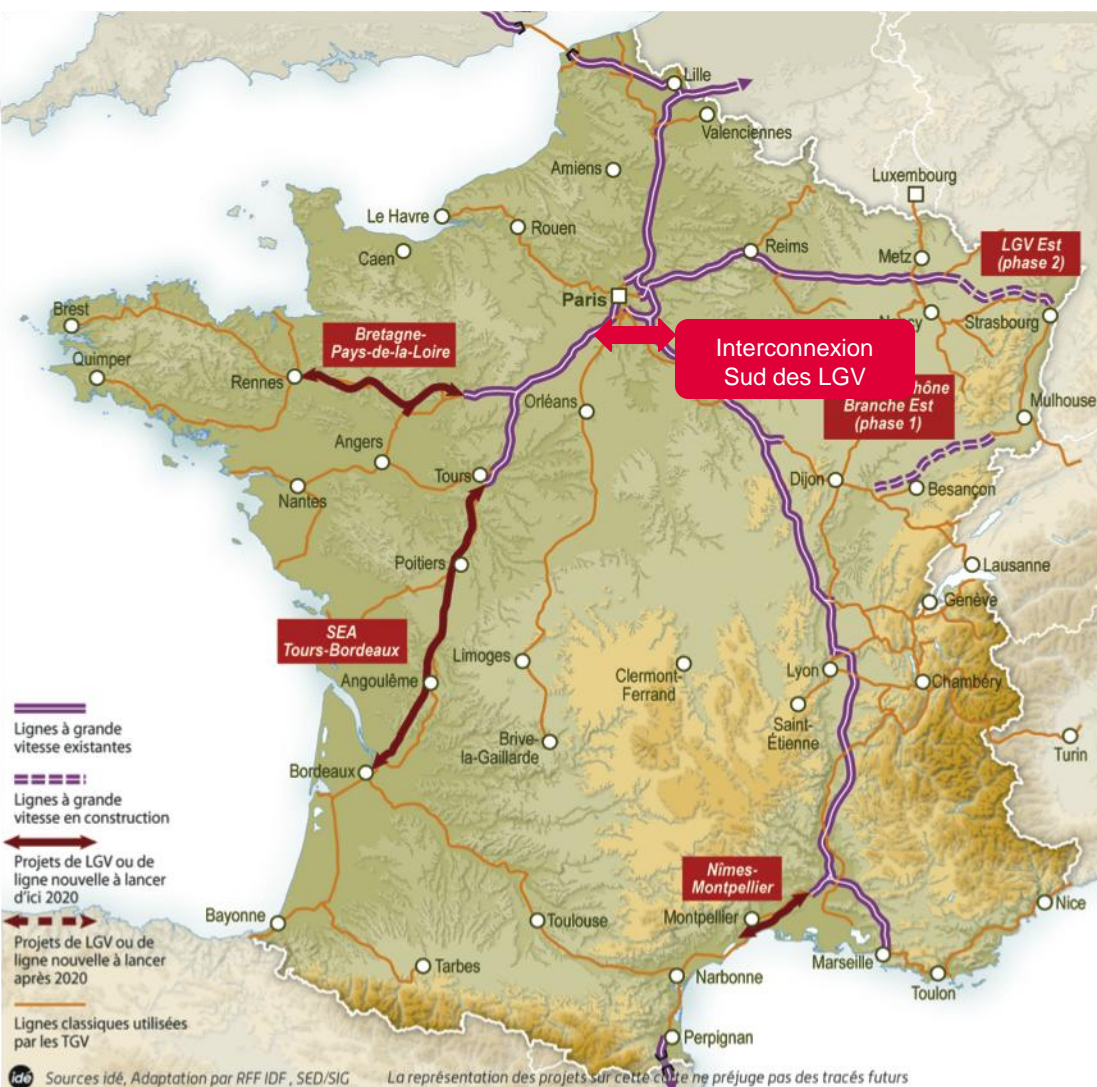 Lille
Valenciennes
Amiens
Luxembourg
Le Havre
Rouen
Reims
Metz
LGV Est
(phase 2)
Caen
Paris
Brest
Strasbourg
Bretagne-
Pays-de-la-Loire
Interconnexion
Sud des LGV
Quimper
Rennes
Orléans
Branche Est
(phase 1)
Mulhouse
Angers
Tours
Dijon
Besançon
Nantes
Poitiers
Lausanne
Genève
SEA
Tours-Bordeaux
Limoges
Clermont-
Ferrand
Lyon
Angoulême
Chambéry
Saint-
Étienne
Lignes à grande
vitesse existantes
Brive-
la-Gaillarde
Turin
Bordeaux
Lignes à grande
vitesse en construction
Projets de LGV ou de
ligne nouvelle à lancer
d'ici 2020
Nîmes-
Montpellier
Bayonne
Toulouse
Montpellier
Nice
Projets de LGV ou de
ligne nouvelle à lancer
après 2020
Tarbes
Narbonne
Marseille
Toulon
Lignes classiques utilisées
par les TGV
Perpignan
idé Sources idé, Adaptation par RFF IDF , SED/SIG La représentation des projets sur cette carte ne préjuge pas des tracés futurs